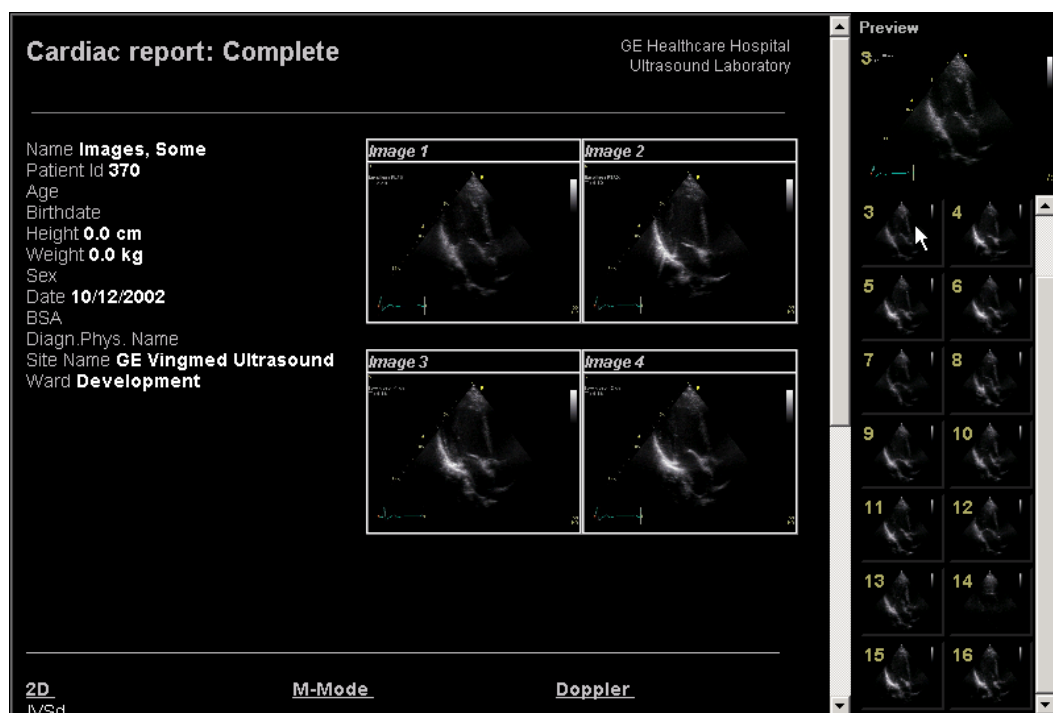 Cardiac report: Complete
GE Healthcare Hospital
Ultrasound Laboratory
Name Images, Some
Patient Id 370
Age
Birthdate
Height 0.0 cm
Weight 0.0 kg
Sex
Date 10/12/2002
BSA
Diagn.Phys. Name
Site Name GE Vingmed Ultrasound
Ward Development
Image 1
Image 2
Image 3
Image 4
2D
M-Mode
Doppler
IVSd
Preview
3
3
4
5
6
7
8
9
10
11
12
13
14
15
16